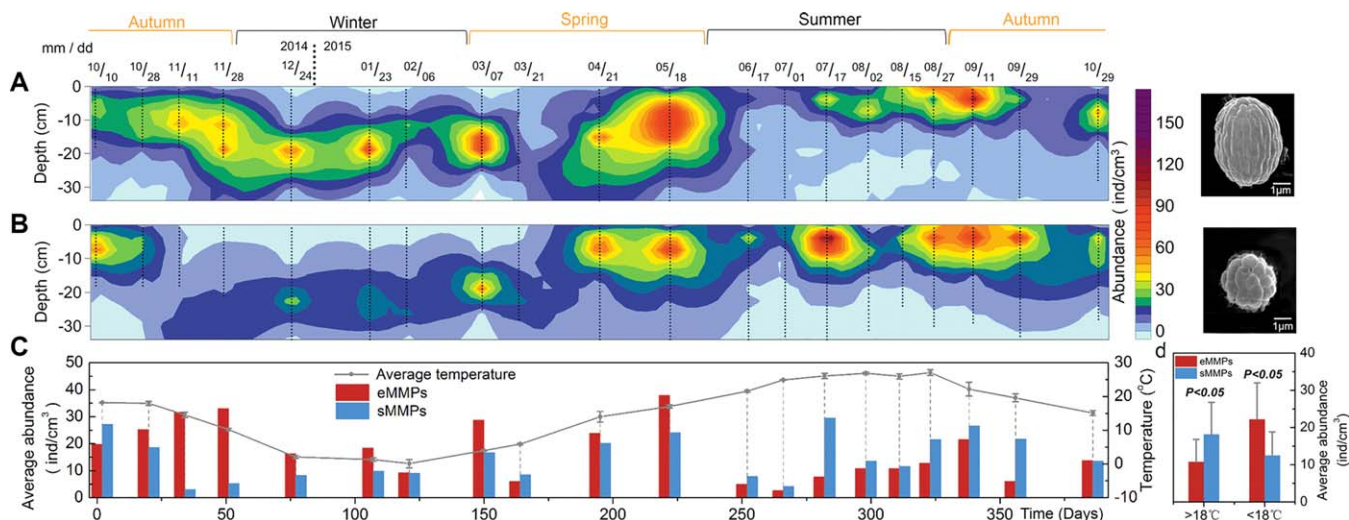 Autumn Winter Spring Summer Autumn
mm / dd 2014 2015
10/10 10/28 11/11 11/28 12/24 01/23 02/06 03/07 03/21 04/21 05/18 06/17 07/01 07/17 08/02 08/15 08/27 09/11 09/29 10/29
A
Depth (cm)
0
-10
-20
-30
B
Depth (cm)
0
-10
-20
-30
Abundance ( ind/cm³ )
150
120
90
60
30
0
1μm
1μm
C
Average abundance
( ind/cm³ )
50
40
30
20
10
0
Average temperature
eMMPs
sMMPs
30
20
10
0
-10
Temperature (°C)
0 50 100 150 200 250 300 350 Time (Days)
d
eMMPs
sMMPs
P<0.05
P<0.05
40
30
20
10
0
Average abundance
(ind/cm³)
>18℃ <18℃